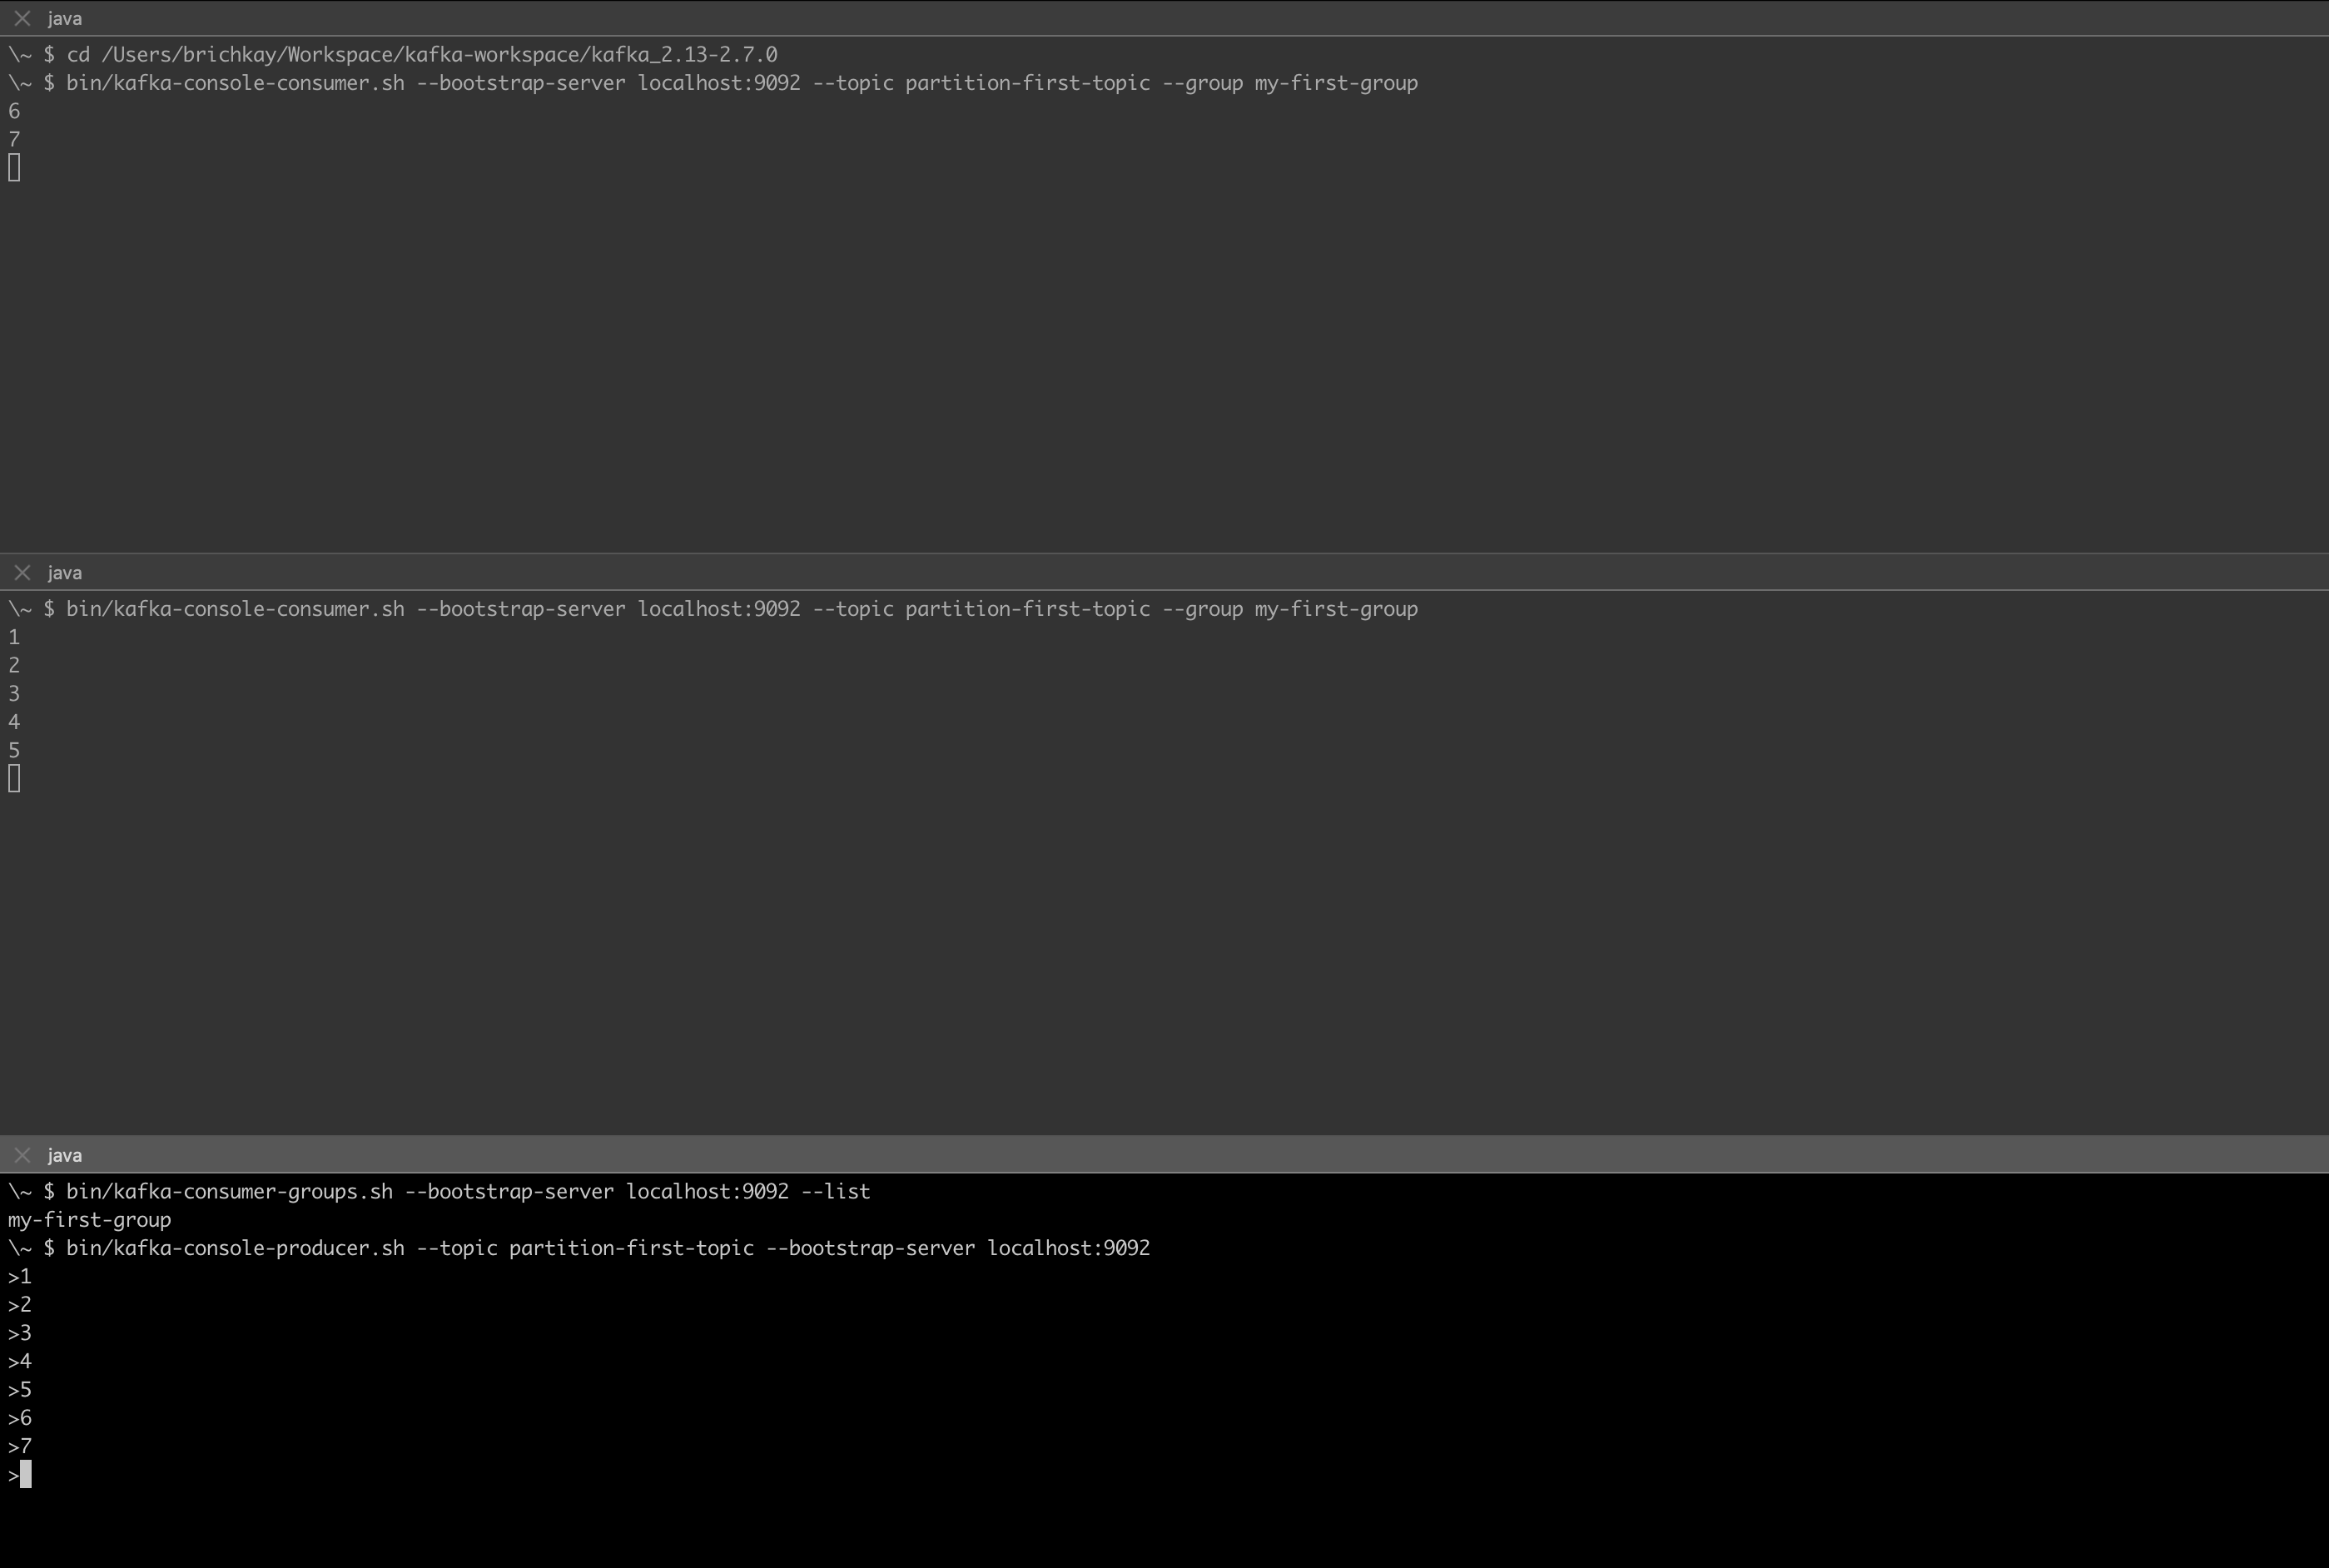 java
\~ $ cd /Users/brichkay/Workspace/kafka-workspace/kafka_2.13-2.7.0
\~ $ bin/kafka-console-consumer.sh --bootstrap-server localhost:9092 --topic partition-first-topic --group my-first-group
6
7
java
\~ $ bin/kafka-console-consumer.sh --bootstrap-server localhost:9092 --topic partition-first-topic --group my-first-group
1
2
3
4
5
java
\~ $ bin/kafka-consumer-groups.sh --bootstrap-server localhost:9092 --list
my-first-group
\~ $ bin/kafka-console-producer.sh --topic partition-first-topic --bootstrap-server localhost:9092
>1
>2
>3
>4
>5
>6
>7
>